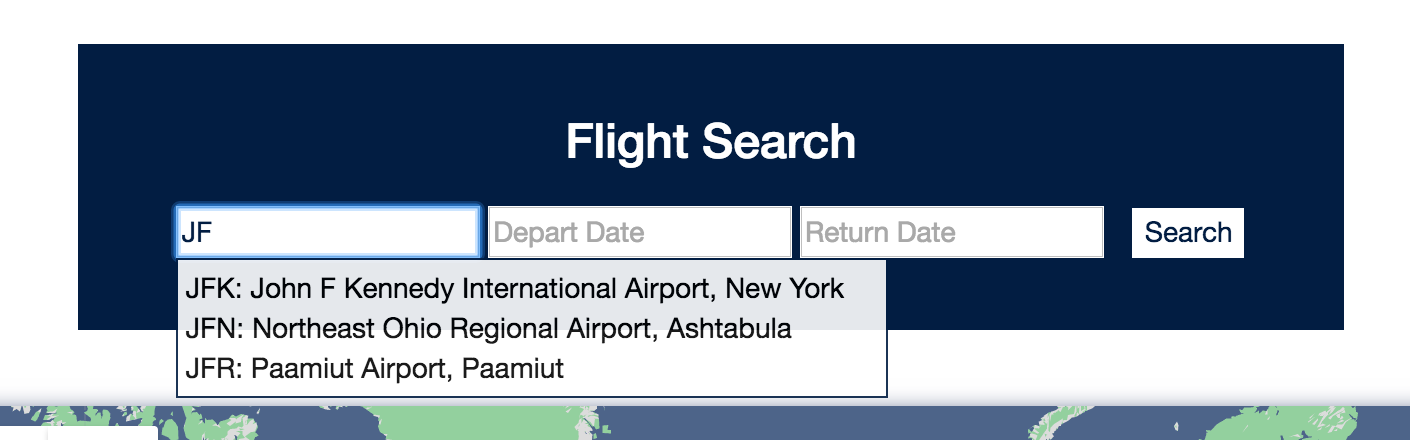 Flight Search
JF Depart Date Return Date Search
JFK: John F Kennedy International Airport, New York
JFN: Northeast Ohio Regional Airport, Ashtabula
JFR: Paamiut Airport, Paamiut